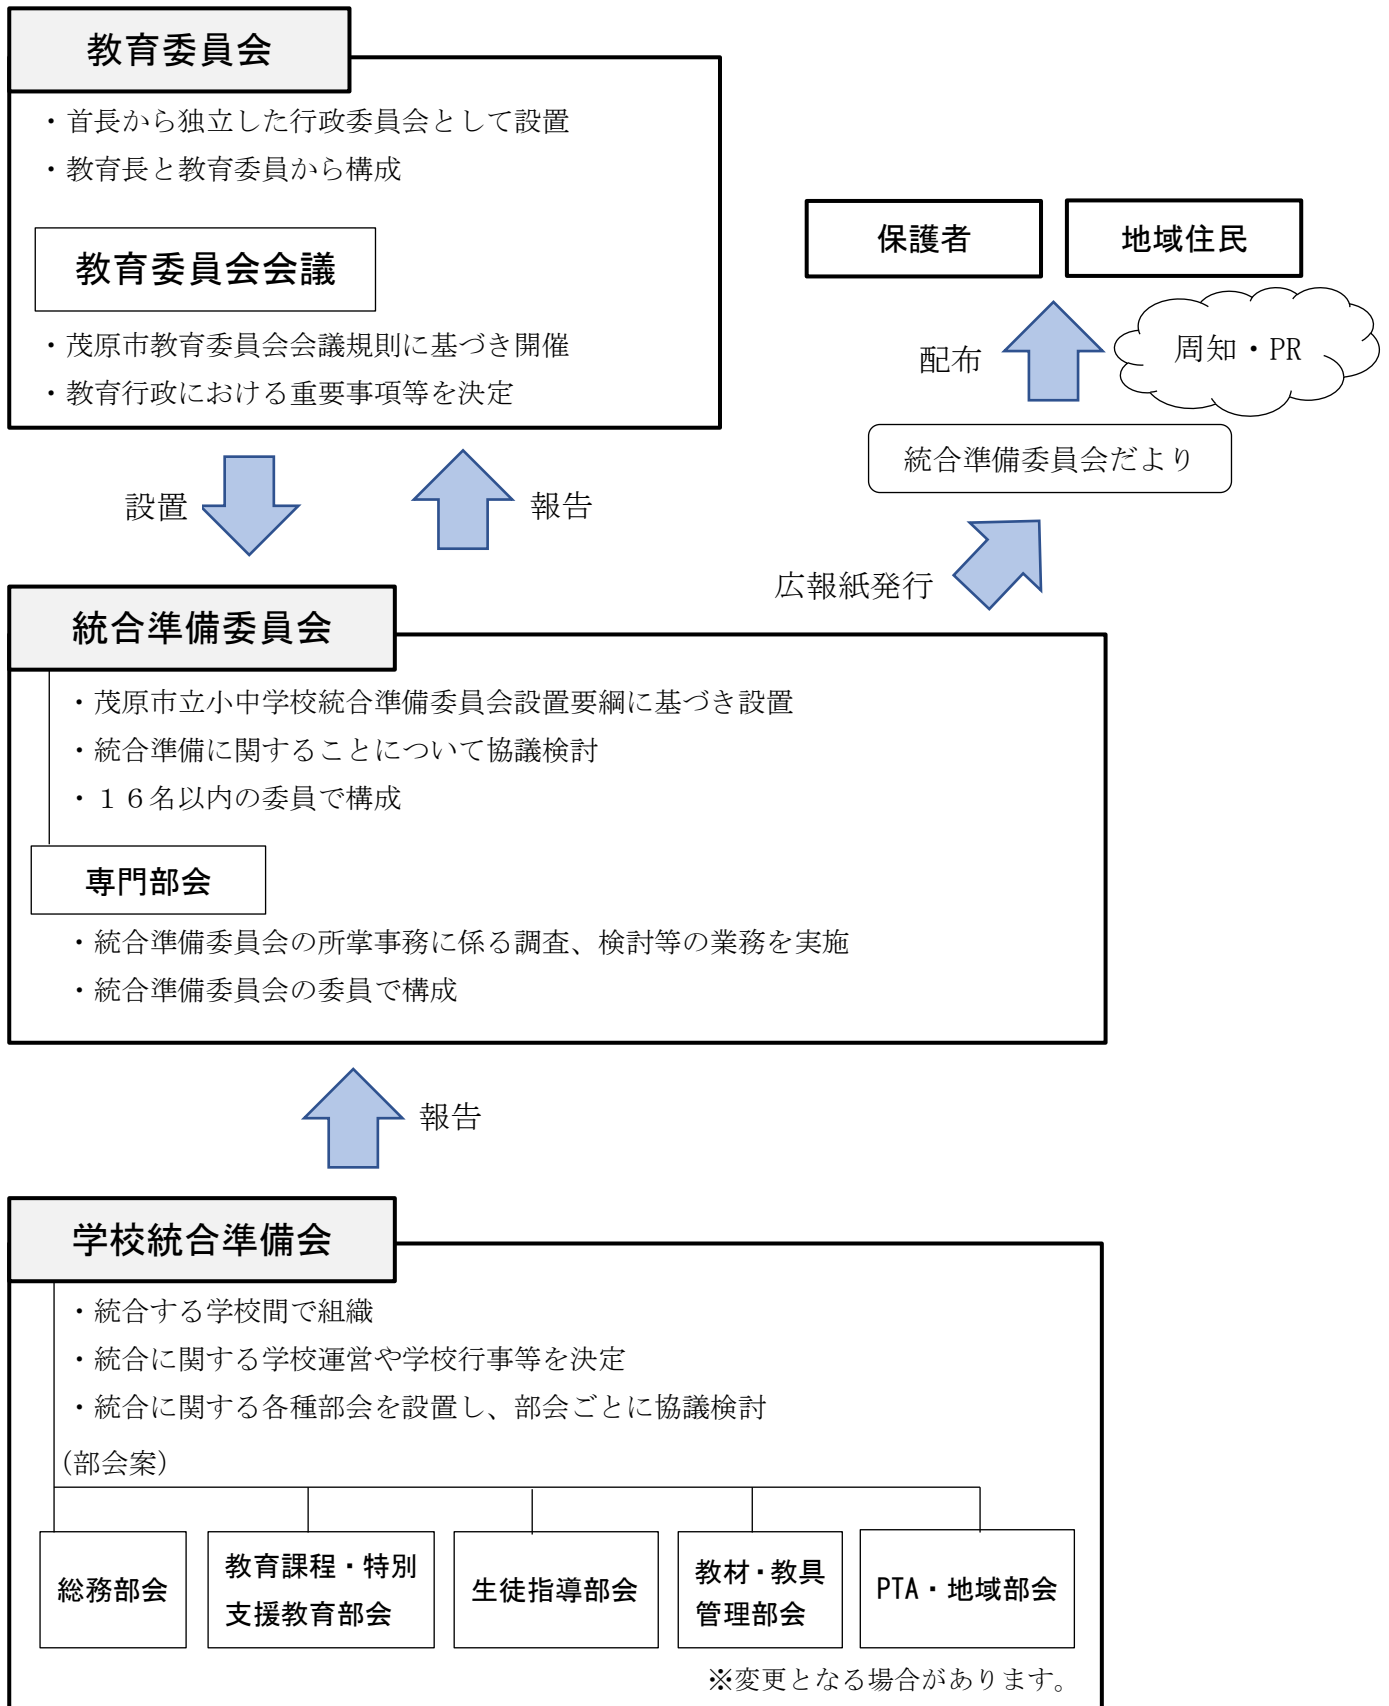 教育委員会
・首長から独立した行政委員会として設置
・教育長と教育委員から構成
教育委員会会議
・茂原市教育委員会会議規則に基づき開催
・教育行政における重要事項等を決定
保護者
地域住民
配布
周知・PR
統合準備委員会だより
設置
報告
広報紙発行
統合準備委員会
・茂原市立小中学校統合準備委員会設置要綱に基づき設置
・統合準備に関することについて協議検討
・１６名以内の委員で構成
専門部会
・統合準備委員会の所掌事務に係る調査、検討等の業務を実施
・統合準備委員会の委員で構成
報告
学校統合準備会
・統合する学校間で組織
・統合に関する学校運営や学校行事等を決定
・統合に関する各種部会を設置し、部会ごとに協議検討
（部会案）
総務部会
教育課程・特別
支援教育部会
生徒指導部会
教材・教具
管理部会
PTA・地域部会
※変更となる場合があります。